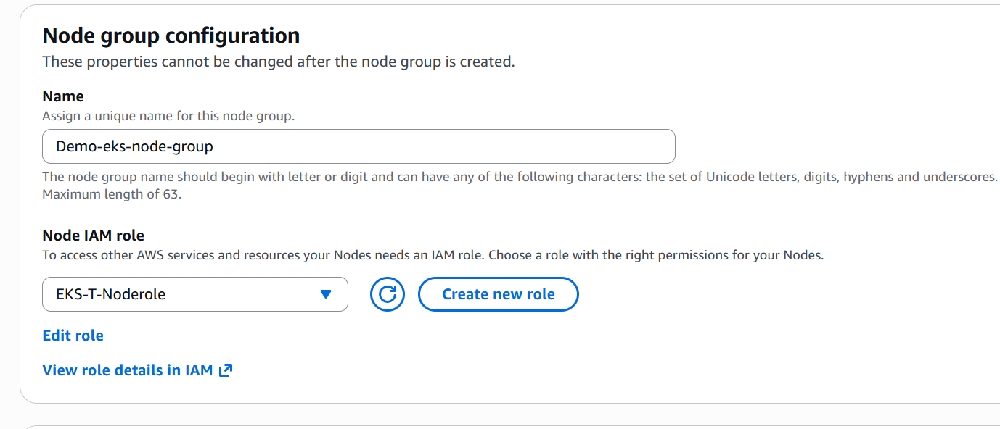 Node group configuration
These properties cannot be changed after the node group is created.
Name
Assign a unique name for this node group.
Demo-eks-node-group
The node group name should begin with letter or digit and can have any of the following characters: the set of Unicode letters, digits, hyphens and underscores.
Maximum length of 63.
Node IAM role
To access other AWS services and resources your Nodes needs an IAM role. Choose a role with the right permissions for your Nodes.
EKS-T-Noderole
Create new role
Edit role
View role details in IAM